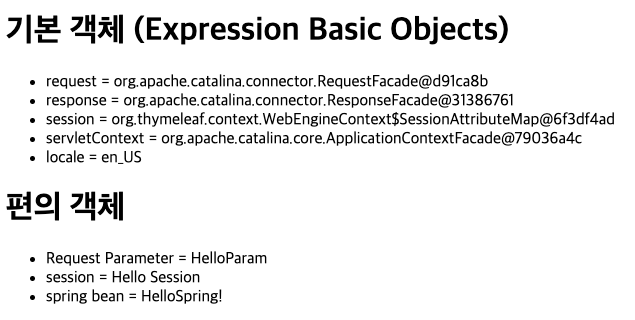 기본 객체 (Expression Basic Objects)
• request = org.apache.catalina.connector.RequestFacade@d91ca8b
• response = org.apache.catalina.connector.ResponseFacade@31386761
• session = org.thymeleaf.context.WebEngineContext$SessionAttributeMap@6f3df4ad
• servletContext = org.apache.catalina.core.ApplicationContextFacade@79036a4c
• locale = en_US
편의 객체
• Request Parameter = HelloParam
• session = Hello Session
• spring bean = HelloSpring!